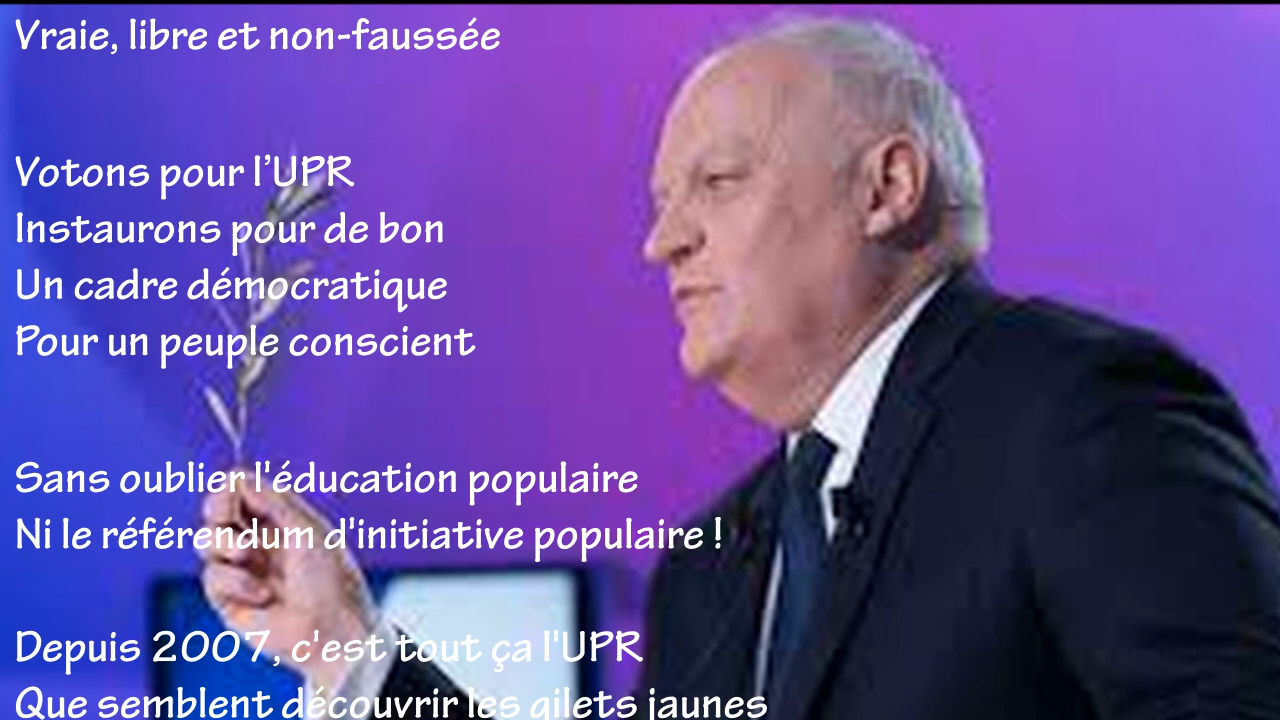 Vraie, libre et non-faussée
Votons pour l’UPR
Instaurons pour de bon
Un cadre démocratique
Pour un peuple conscient
Sans oublier l'éducation populaire
Ni le référendum d'initiative populaire !
Depuis 2007, c'est tout ça l'UPR
Que semblent découvrir les gilets jaunes